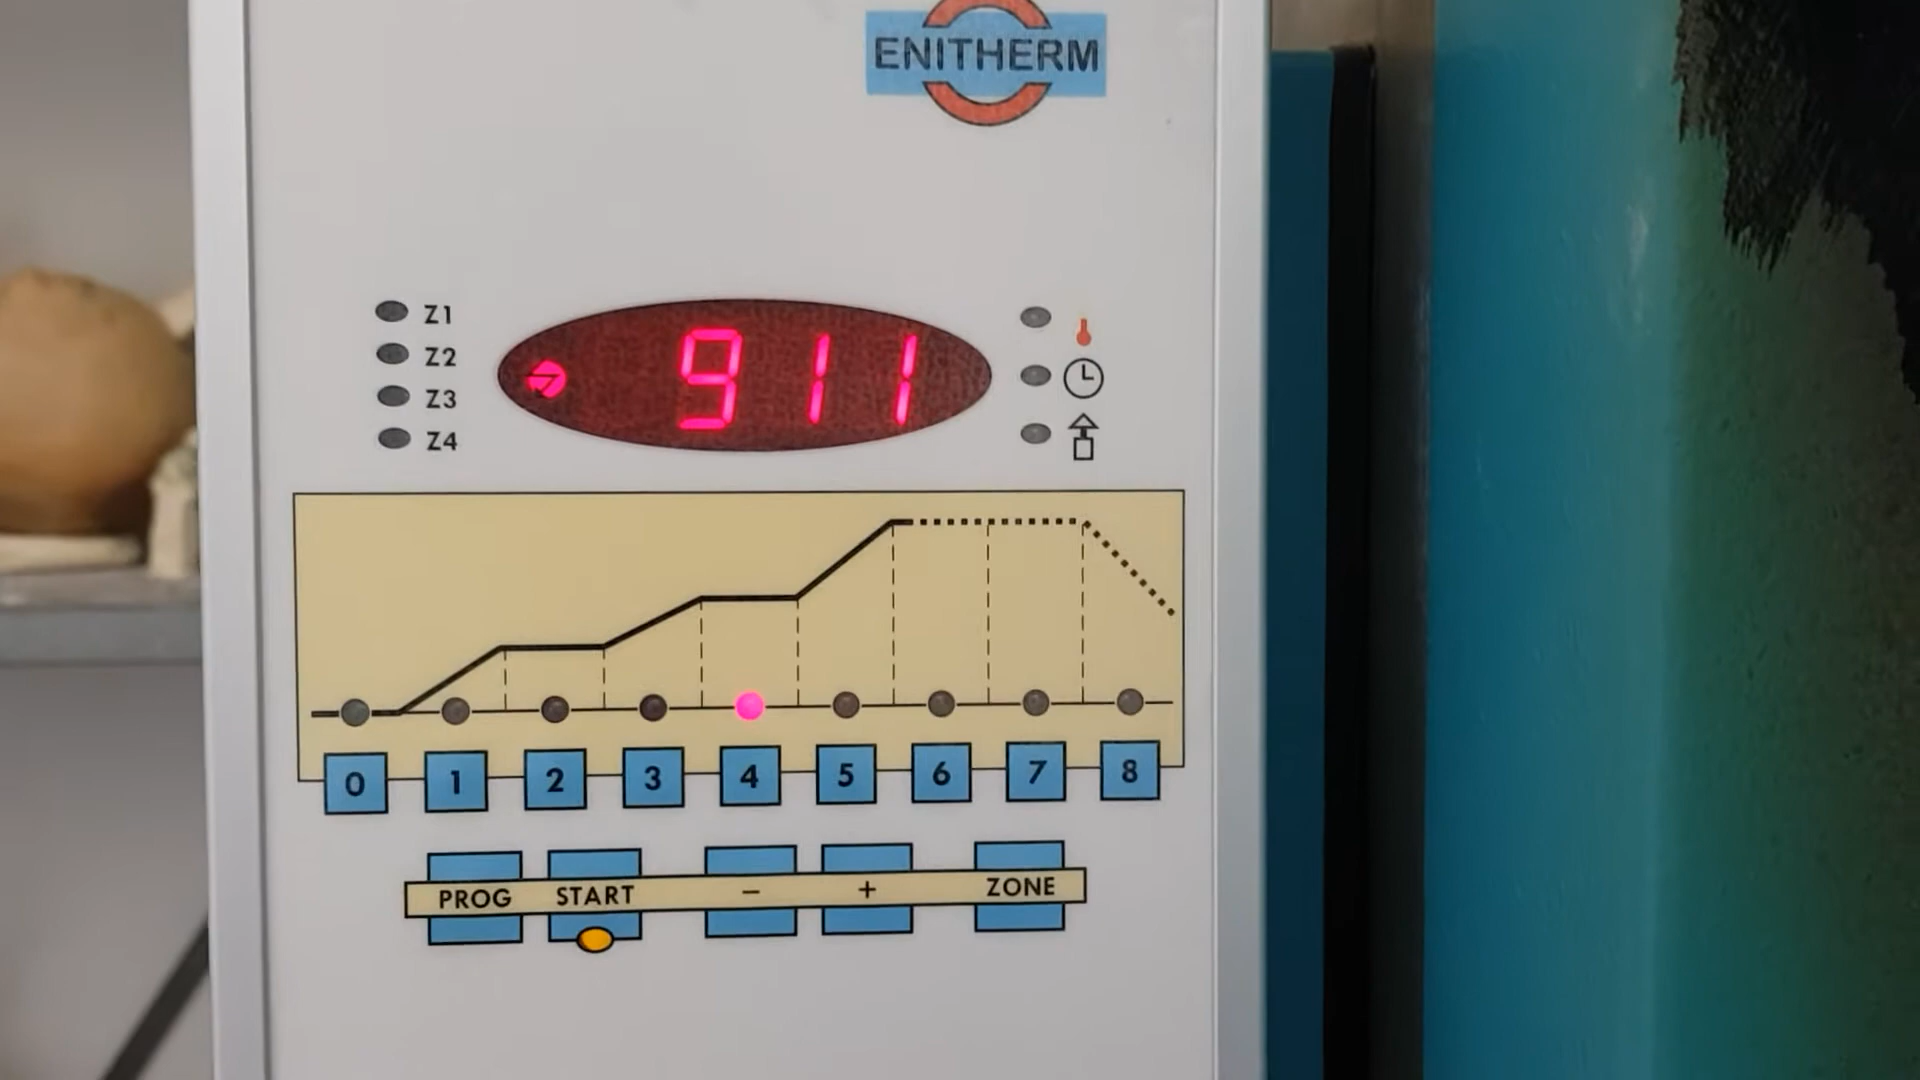 ENITHERM
Z1
Z2
Z3
Z4
911
0 1 2 3 4 5 6 7 8
PROG START − + ZONE